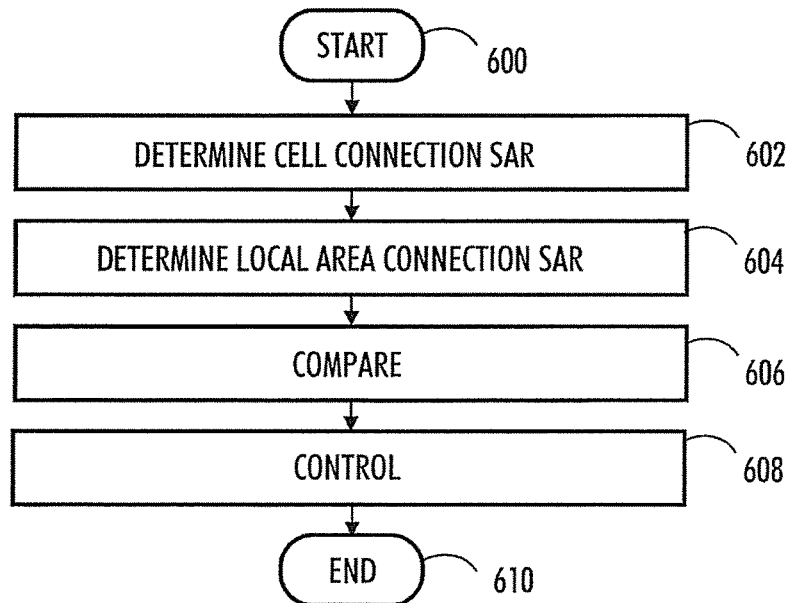 START
600
DETERMINE CELL CONNECTION SAR
602
DETERMINE LOCAL AREA CONNECTION SAR
604
COMPARE
606
CONTROL
608
END
610